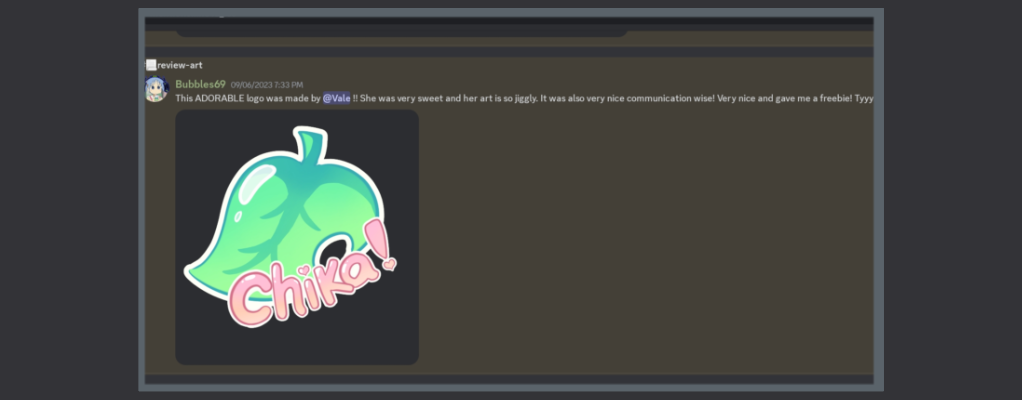 review-art
Bubbles69 09/06/2023 7:33 PM
This ADORABLE logo was made by @Vale !! She was very sweet and her art is so jiggly. It was also very nice communication wise! Very nice and gave me a freebie! Tyyy
Chika!